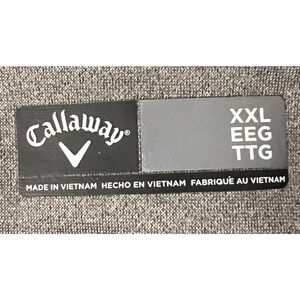 Callaway®
XXL
EEG
TTG
MADE IN VIETNAM HECHO EN VIETNAM FABRIQUÉ AU VIETNAM